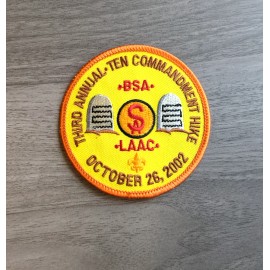 THIRD ANNUAL · TEN COMMANDMENT HIKE
·BSA·
SA
·LAAC·
OCTOBER 26, 2002